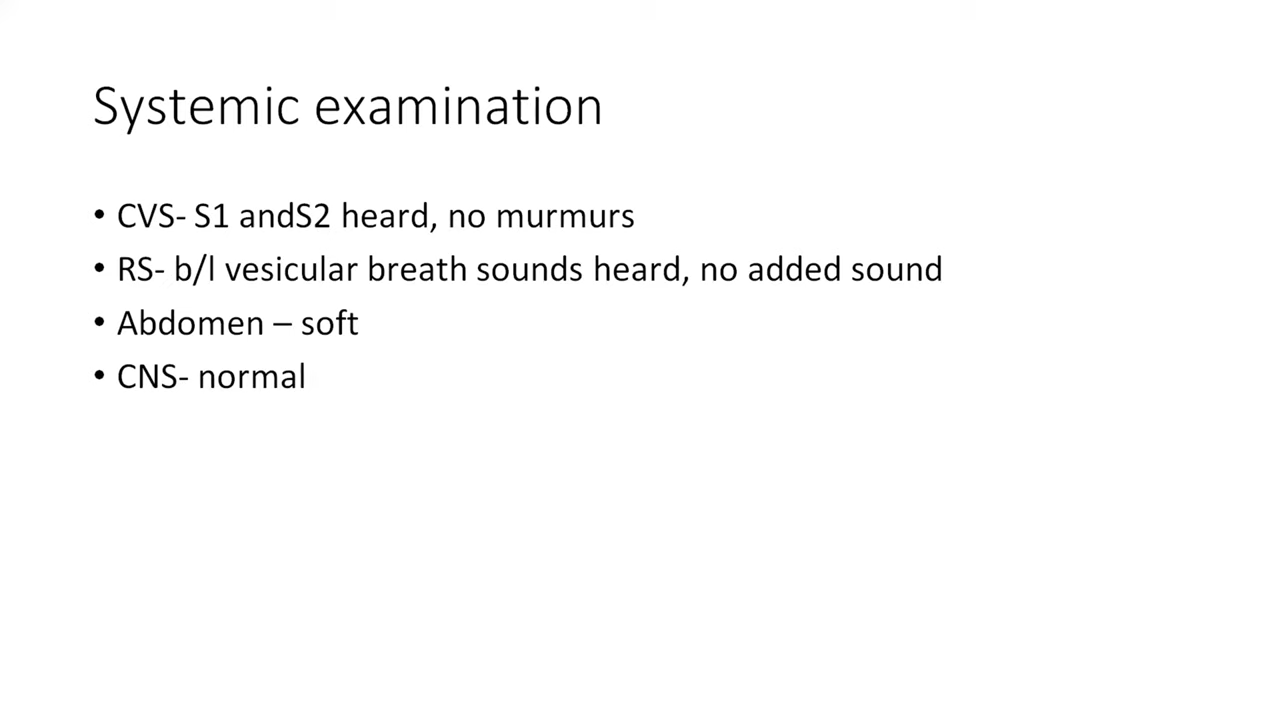 Systemic examination
• CVS- S1 andS2 heard, no murmurs
• RS- b/l vesicular breath sounds heard, no added sound
• Abdomen – soft
• CNS- normal